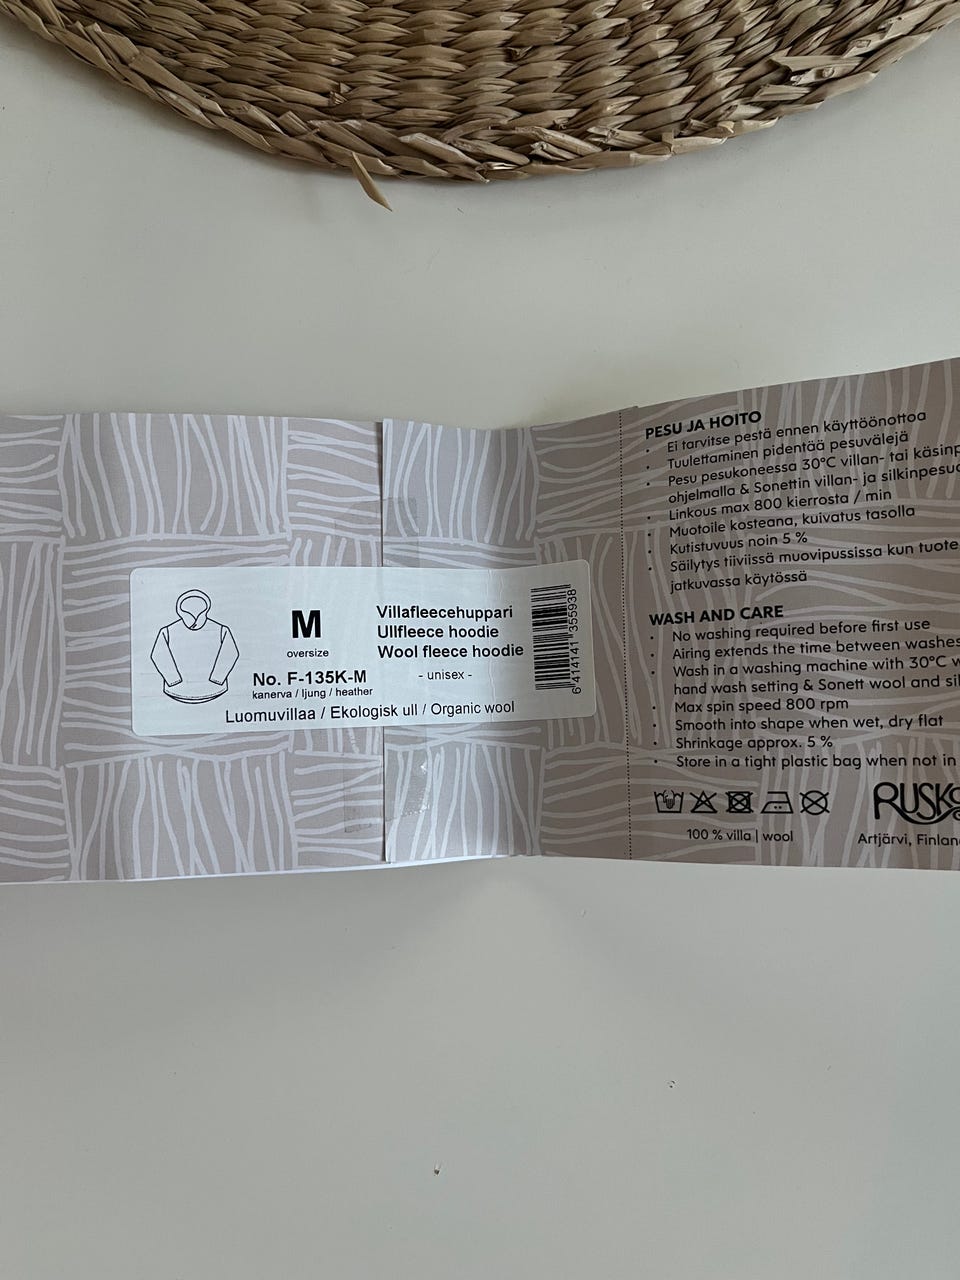 M
oversize
No. F-135K-M
kanerva / ljung / heather
Villafleecehuppari
Ullfleece hoodie
Wool fleece hoodie
- unisex -
Luomuvillaa / Ekologisk ull / Organic wool
6 414141 355938
PESU JA HOITO
• Ei tarvitse pestä ennen käyttöönottoa
• Tuulettaminen pidentää pesuvälejä
• Pesu pesukoneessa 30°C villan- tai
ohjelmalla & Sonettin villan- ja
• Linkous max 800 kierrosta / min
• Muotoile kosteana, kuivatus tasolla
• Kutistuvuus noin 5 %
• Säilytys tiiviissä muovipussissa kun tuote
jatkuvassa käytössä
WASH AND CARE
• No washing required before first use
• Airing extends the time between washes
• Wash in a washing machine with 30°C
hand wash setting & Sonett wool and
• Max spin speed 800 rpm
• Smooth into shape when wet, dry flat
• Shrinkage approx. 5 %
• Store in a tight plastic bag when not in
100 % villa | wool
Artjärvi,